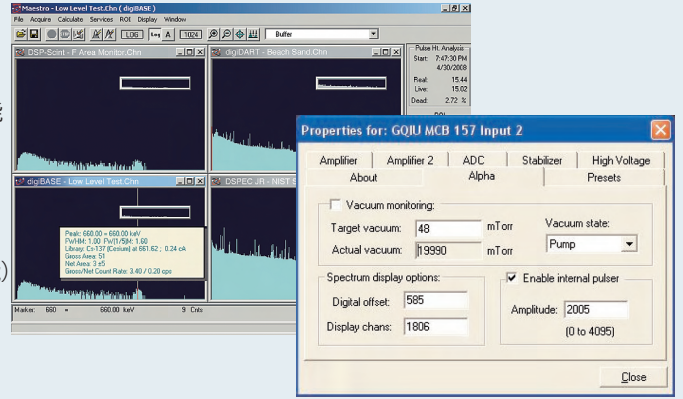 Maestro - Low Level Test.Chn ( digiBASE )
File Acquire Calculate Services ROI Display Window
LOG Log A 1024 Buffer
DSP-Scint - F Area Monitor.Chn
digiDART - Beach Sand.Chn
Pulse Ht. Analysis
Start: 7:47:30 PM
4/30/2008
Real: 15.44
Live: 15.02
Dead: 2.72 %
digiBASE - Low Level Test.Chn
DSPEC JR - NIST S
Peak: 660.00 = 660.00 keV
FWHM: 1.00 FW(1/5)M: 1.60
Library: Cs-137 [Cesium] at 661.62 ; 0.24 cA
Gross Area: 51
Net Area: 3 ±5
Gross/Net Count Rate: 3.40 / 0.20 cps
Marker: 660 = 660.00 keV 9 Cnts
Properties for: GQJU MCB 157 Input 2
Amplifier Amplifier 2 ADC Stabilizer High Voltage
About Alpha Presets
Vacuum monitoring:
Target vacuum: 48 mTorr
Actual vacuum: 19990 mTorr
Vacuum state:
Pump
Spectrum display options:
Digital offset: 585
Display chans: 1806
Enable internal pulser
Amplitude: 2005
(0 to 4095)
Close